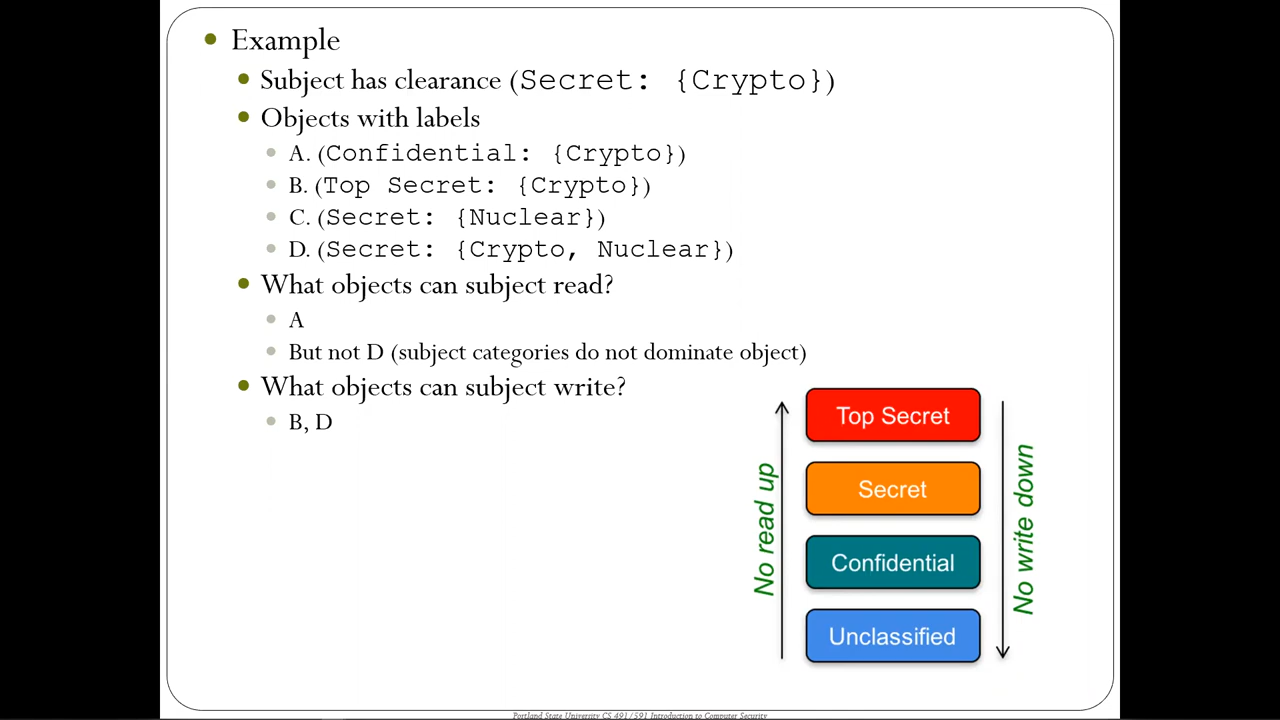 Example
Subject has clearance (Secret: {Crypto})
Objects with labels
A. (Confidential: {Crypto})
B. (Top Secret: {Crypto})
C. (Secret: {Nuclear})
D. (Secret: {Crypto, Nuclear})
What objects can subject read?
A
But not D (subject categories do not dominate object)
What objects can subject write?
B, D
No read up
Top Secret
Secret
Confidential
Unclassified
No write down
Portland State University CS 491/591 Introduction to Computer Security